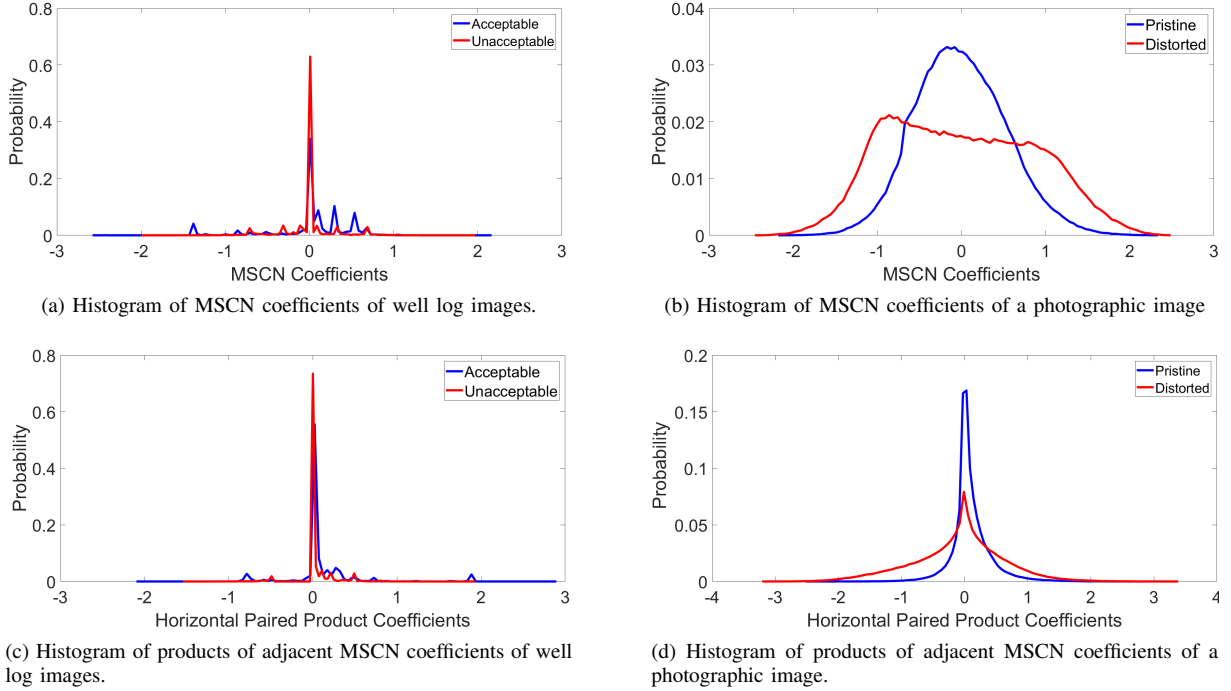 0.8
0.6
0.4
0.2
0
-3 -2 -1 0 1 2 3
Probability
MSCN Coefficients
Acceptable
Unacceptable
(a) Histogram of MSCN coefficients of well log images.
0.04
0.03
0.02
0.01
0
-3 -2 -1 0 1 2 3
Probability
MSCN Coefficients
Pristine
Distorted
(b) Histogram of MSCN coefficients of a photographic image
0.8
0.6
0.4
0.2
0
-3 -2 -1 0 1 2 3
Probability
Horizontal Paired Product Coefficients
Acceptable
Unacceptable
(c) Histogram of products of adjacent MSCN coefficients of well
log images.
0.2
0.15
0.1
0.05
0
-4 -3 -2 -1 0 1 2 3 4
Probability
Horizontal Paired Product Coefficients
Pristine
Distorted
(d) Histogram of products of adjacent MSCN coefficients of a
photographic image.